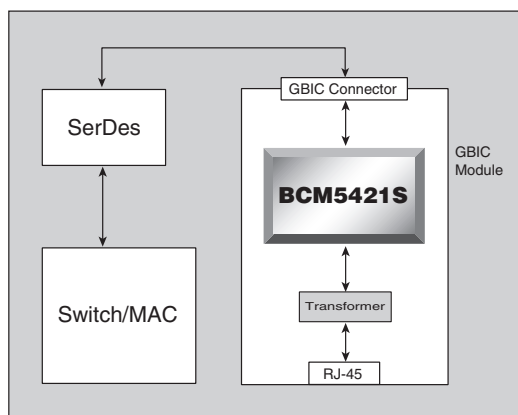 GBIC Connector
SerDes
GBIC
Module
BCM5421S
Switch/MAC
Transformer
RJ-45